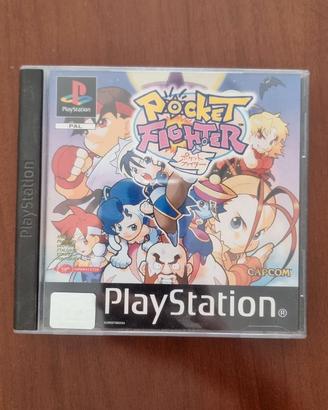 PlayStation
PAL
POCKET
FIGHTER
ポケット
ファイター
CAPCOM
PlayStation
PlayStation